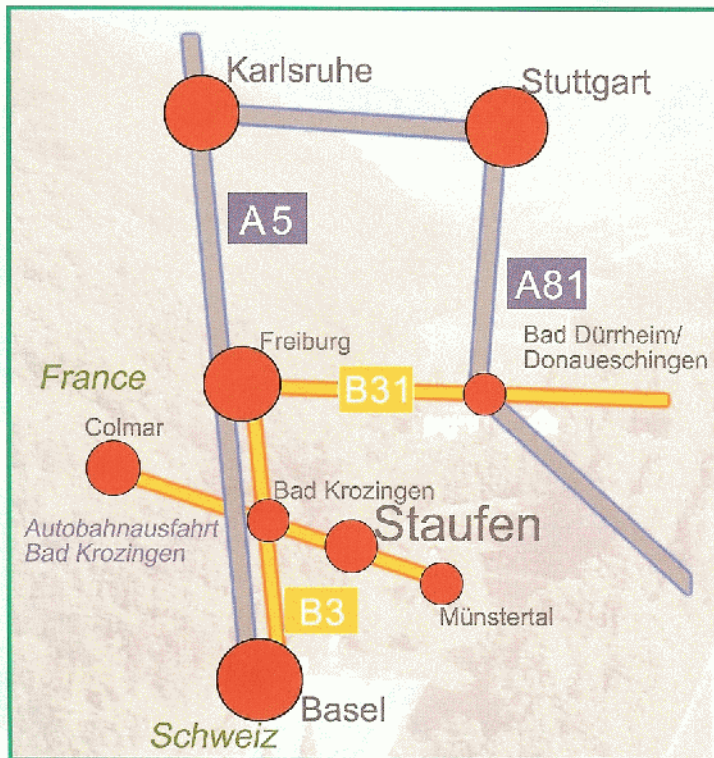 Karlsruhe
Stuttgart
A5
A81
Bad Dürrheim/
Donaueschingen
Freiburg
France
B31
Colmar
Bad Krozingen
Staufen
Autobahnausfahrt
Bad Krozingen
B3
Münstertal
Basel
Schweiz